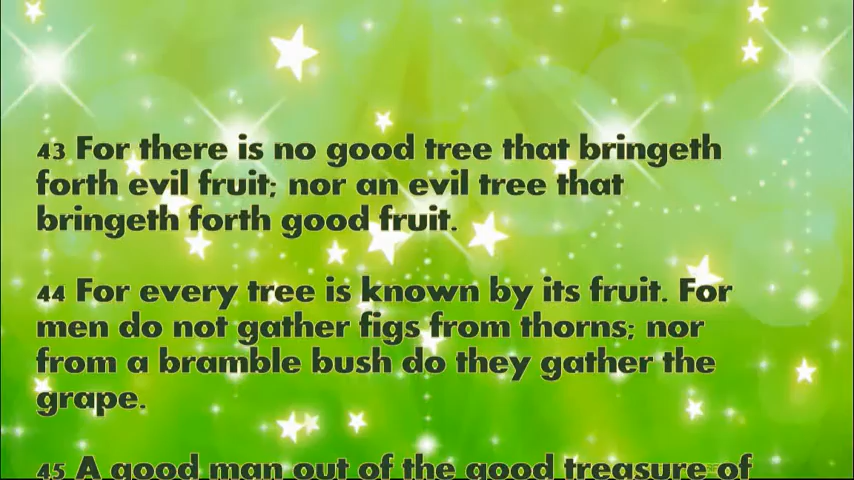 43 For there is no good tree that bringeth
forth evil fruit; nor an evil tree that
bringeth forth good fruit.
44 For every tree is known by its fruit. For
men do not gather figs from thorns; nor
from a bramble bush do they gather the
grape.
45 A good man out of the good treasure of